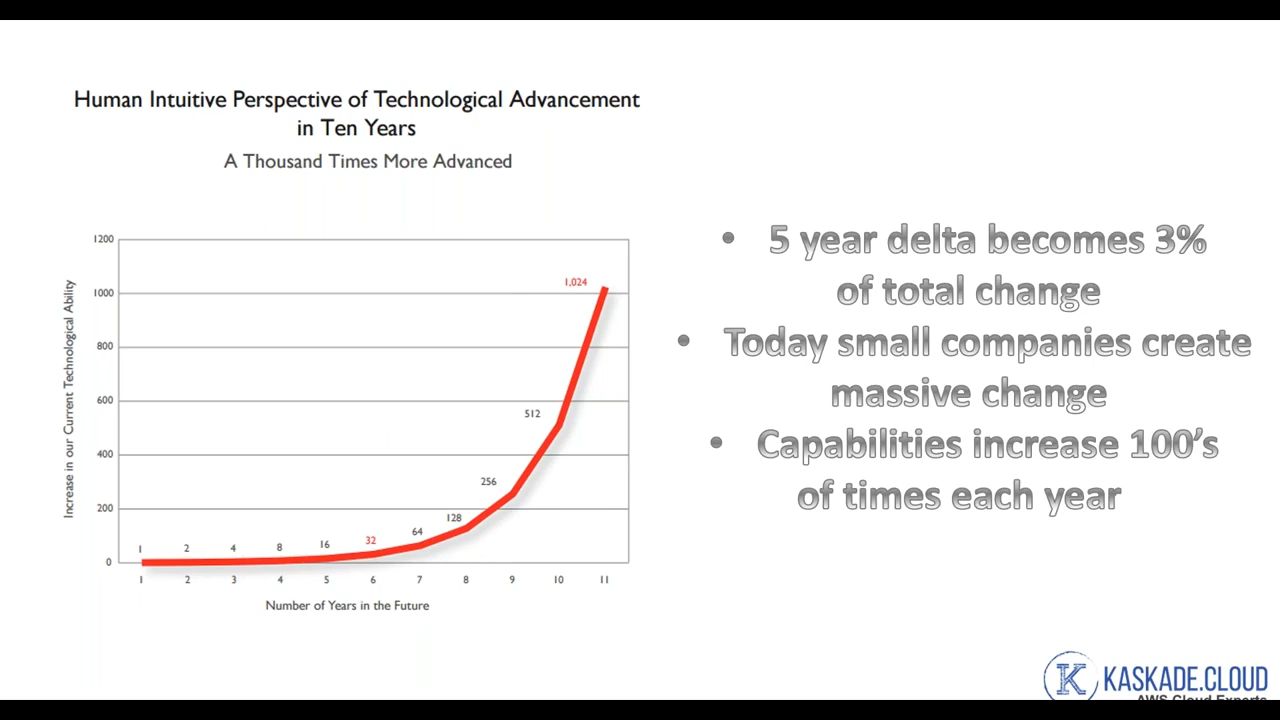 Human Intuitive Perspective of Technological Advancement
in Ten Years
A Thousand Times More Advanced
Increase in our Current Technological Ability
1200
1000
800
600
400
200
0
1
2
4
8
16
32
64
128
256
512
1,024
1
2
3
4
5
6
7
8
9
10
11
Number of Years in the Future
• 5 year delta becomes 3%
of total change
• Today small companies create
massive change
• Capabilities increase 100's
of times each year
K KASKADE.CLOUD
AWS Cloud Experts